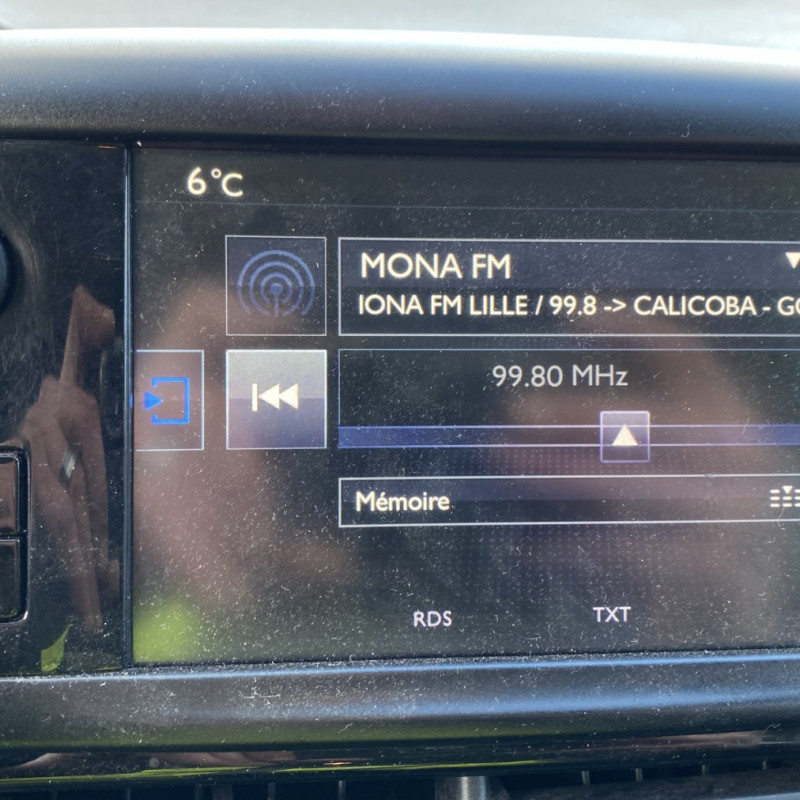 6°C
MONA FM
IONA FM LILLE / 99.8 -> CALICOBA - GO
99.80 MHz
Mémoire
RDS
TXT